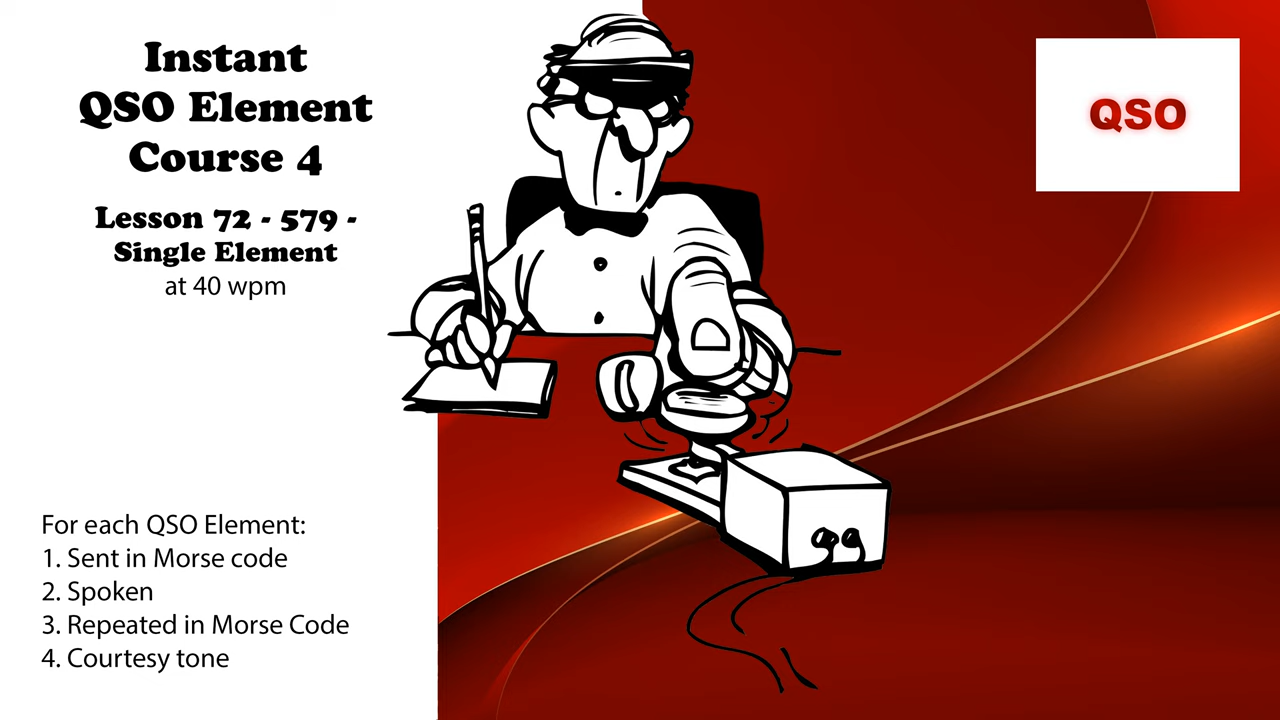 Instant
QSO Element
Course 4
Lesson 72 - 579 -
Single Element
at 40 wpm
QSO
For each QSO Element:
1. Sent in Morse code
2. Spoken
3. Repeated in Morse Code
4. Courtesy tone